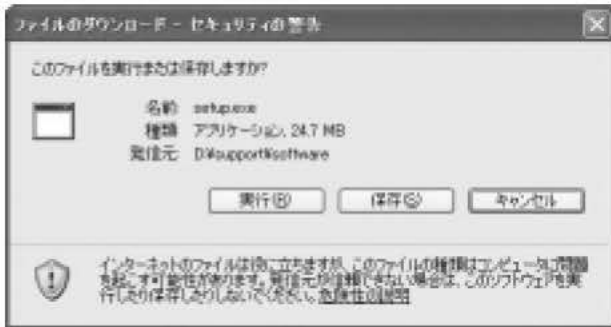 ファイルのダウンロード - セキュリティの警告
このファイルを実行または保存しますか?
名前 setup.exe
種類 アプリケーション, 24.7 MB
発信元 D:¥support¥software
実行(R) 保存(S) キャンセル
インターネットのファイルは役に立ちますが、このファイルの種類はコンピュータに問題
を起こす可能性があります。発信元が信頼できない場合は、このソフトウェアを実
行したり保存したりしないでください。危険性の説明